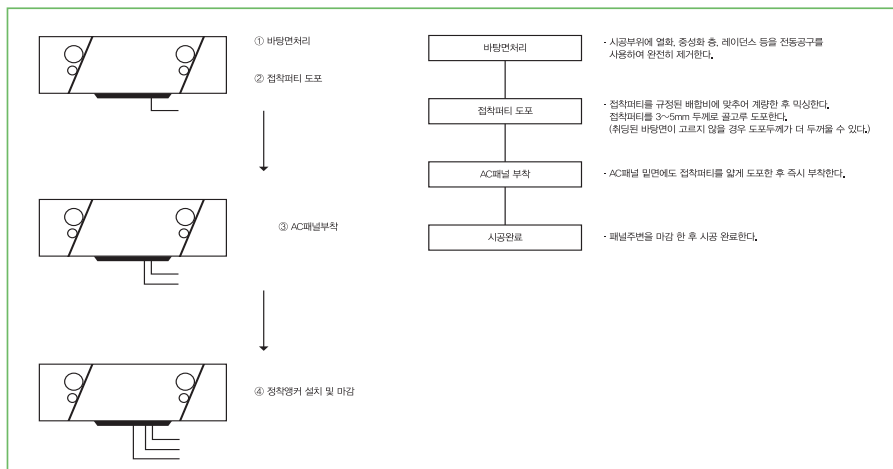 ① 바탕면처리
② 접착퍼티 도포
③ AC패널부착
④ 정착앵커 설치 및 마감
바탕면처리
- 시공부위에 열화, 중성화 층, 레이던스 등을 전동공구를
사용하여 완전히 제거한다.
접착퍼티 도포
- 접착퍼티를 규정된 배합비에 맞추어 계량한 후 믹싱한다.
접착퍼티를 3~5mm 두께로 골고루 도포한다.
(취딩된 바탕면이 고르지 않을 경우 도포두께가 더 두꺼울 수 있다.)
AC패널 부착
- AC패널 밑면에도 접착퍼티를 얇게 도포한 후 즉시 부착한다.
시공완료
- 패널주변을 마감 한 후 시공 완료한다.